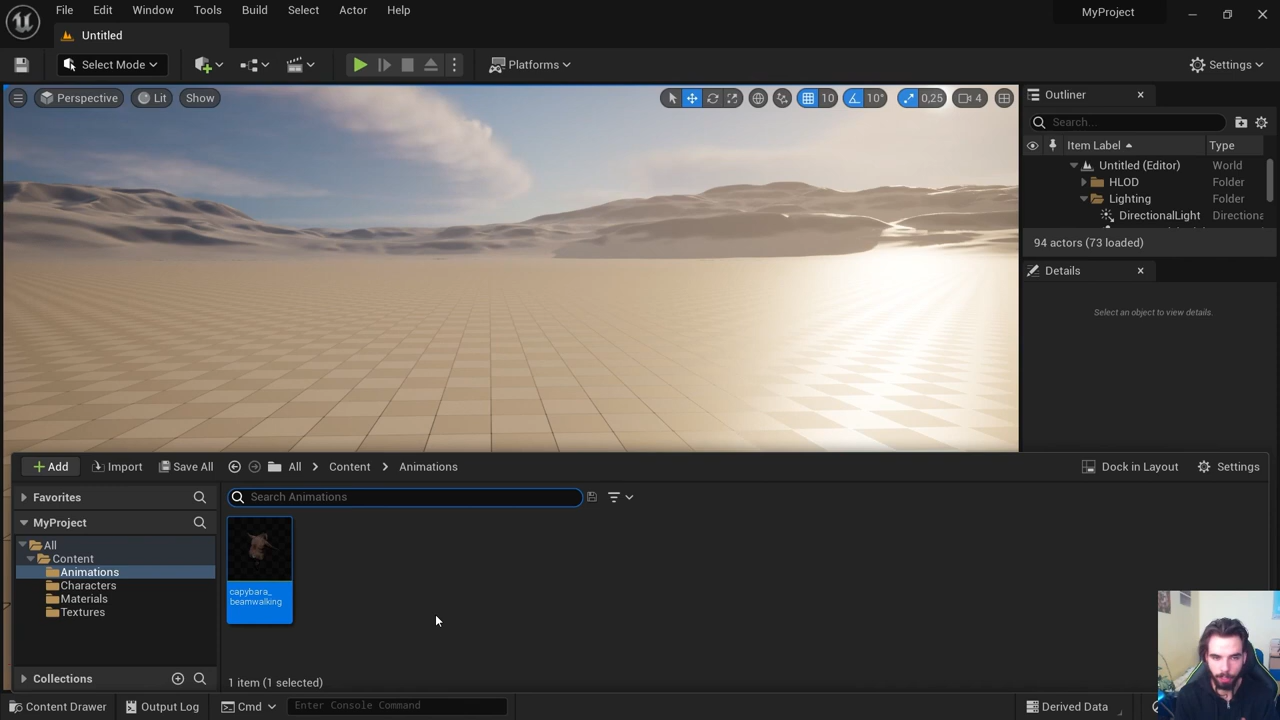 File Edit Window Tools Build Select Actor Help
MyProject
Untitled
Select Mode
Platforms
Settings
Perspective Lit Show
10 10° 0,25 4
Outliner
Search...
Item Label Type
Untitled (Editor) World
HLOD Folder
Lighting Folder
DirectionalLight Directiona
94 actors (73 loaded)
Details
Select an object to view details.
Add Import Save All All Content Animations Dock in Layout Settings
Favorites
Search Animations
MyProject
All
Content
Animations
Characters
Materials
Textures
capybara_
beamwalking
Collections
1 item (1 selected)
Content Drawer Output Log Cmd Enter Console Command Derived Data